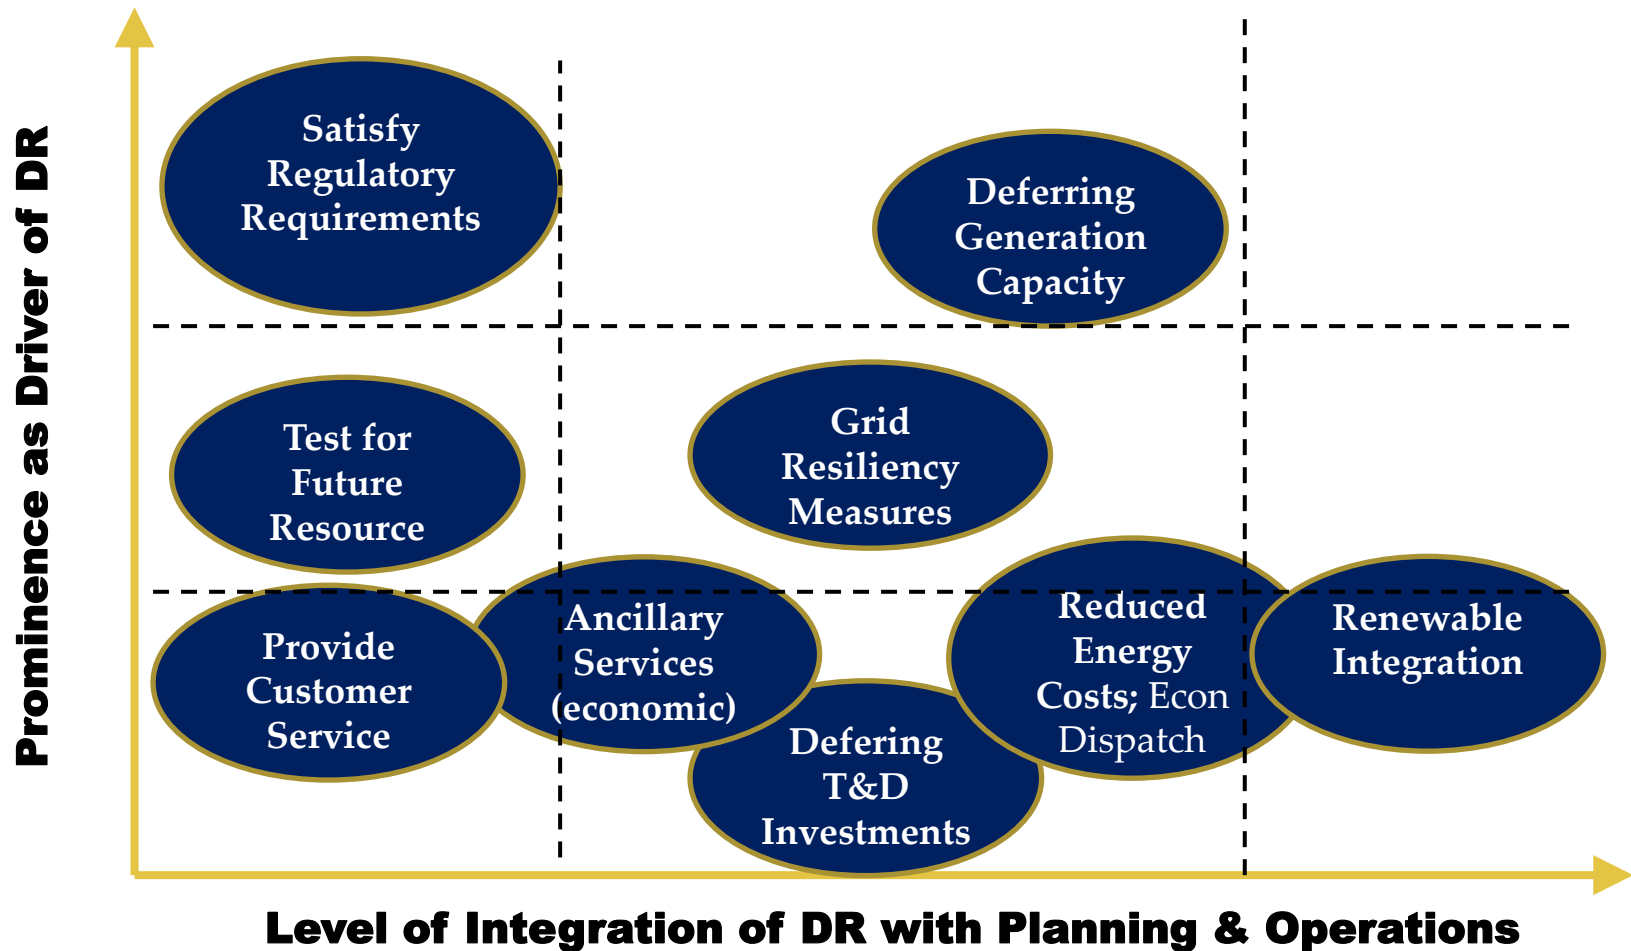 Prominence as Driver of DR
Satisfy
Regulatory
Requirements
Deferring
Generation
Capacity
Test for
Future
Resource
Grid
Resiliency
Measures
Provide
Customer
Service
Ancillary
Services
(economic)
Defering
T&D
Investments
Reduced
Energy
Costs; Econ
Dispatch
Renewable
Integration
Level of Integration of DR with Planning & Operations